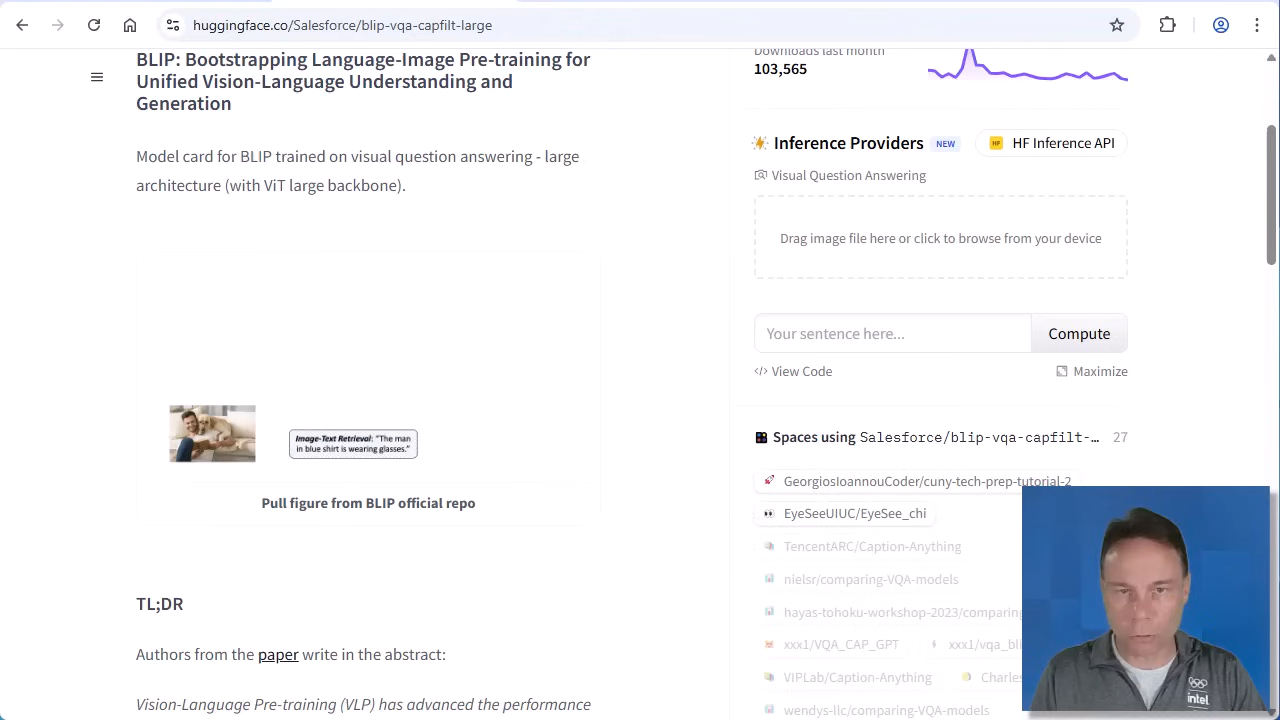 huggingface.co/Salesforce/blip-vqa-capfilt-large
BLIP: Bootstrapping Language-Image Pre-training for
Unified Vision-Language Understanding and
Generation
Model card for BLIP trained on visual question answering - large
architecture (with ViT large backbone).
Image-Text Retrieval: "The man
in blue shirt is wearing glasses."
Pull figure from BLIP official repo
TL;DR
Authors from the paper write in the abstract:
Vision-Language Pre-training (VLP) has advanced the performance
Downloads last month
103,565
Inference Providers NEW HF Inference API
Visual Question Answering
Drag image file here or click to browse from your device
Your sentence here... Compute
</> View Code Maximize
Spaces using Salesforce/blip-vqa-capfilt-… 27
GeorgiosIoannouCoder/cuny-tech-prep-tutorial-2
EyeSeeUIUC/EyeSee_chi
TencentARC/Caption-Anything
nielsr/comparing-VQA-models
hayas-tohoku-workshop-2023/comparing
xxx1/VQA_CAP_GPT xxx1/vqa_bli
VIPLab/Caption-Anything Charles
wendys-llc/comparing-VQA-models
intel